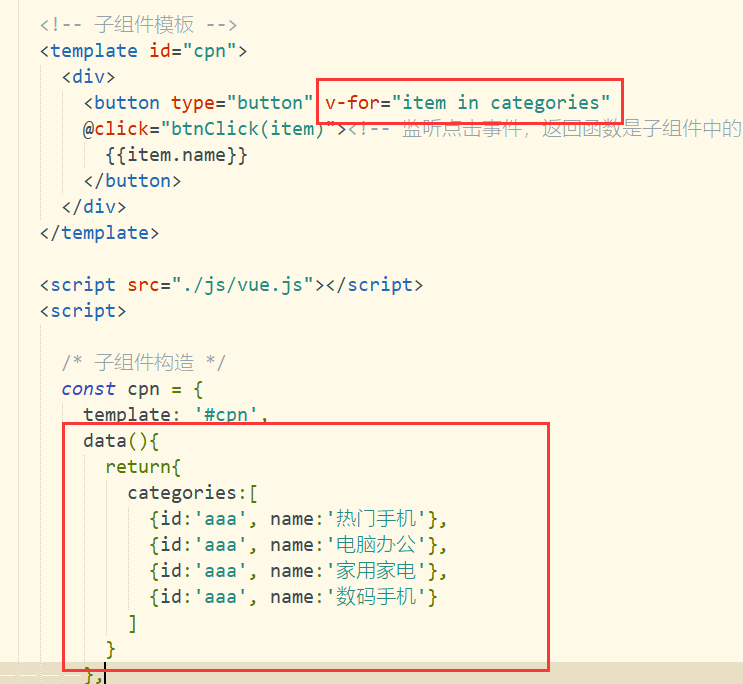 <!-- 子组件模板 -->
<template id="cpn">
<div>
<button type="button" v-for="item in categories"
@click="btnClick(item)"><!-- 监听点击事件，返回函数是子组件中的
{{item.name}}
</button>
</div>
</template>
<script src="./js/vue.js"></script>
<script>
/* 子组件构造 */
const cpn = {
template: '#cpn',
data(){
return{
categories:[
{id:'aaa', name:'热门手机'},
{id:'aaa', name:'电脑办公'},
{id:'aaa', name:'家用家电'},
{id:'aaa', name:'数码手机'}
]
}
},